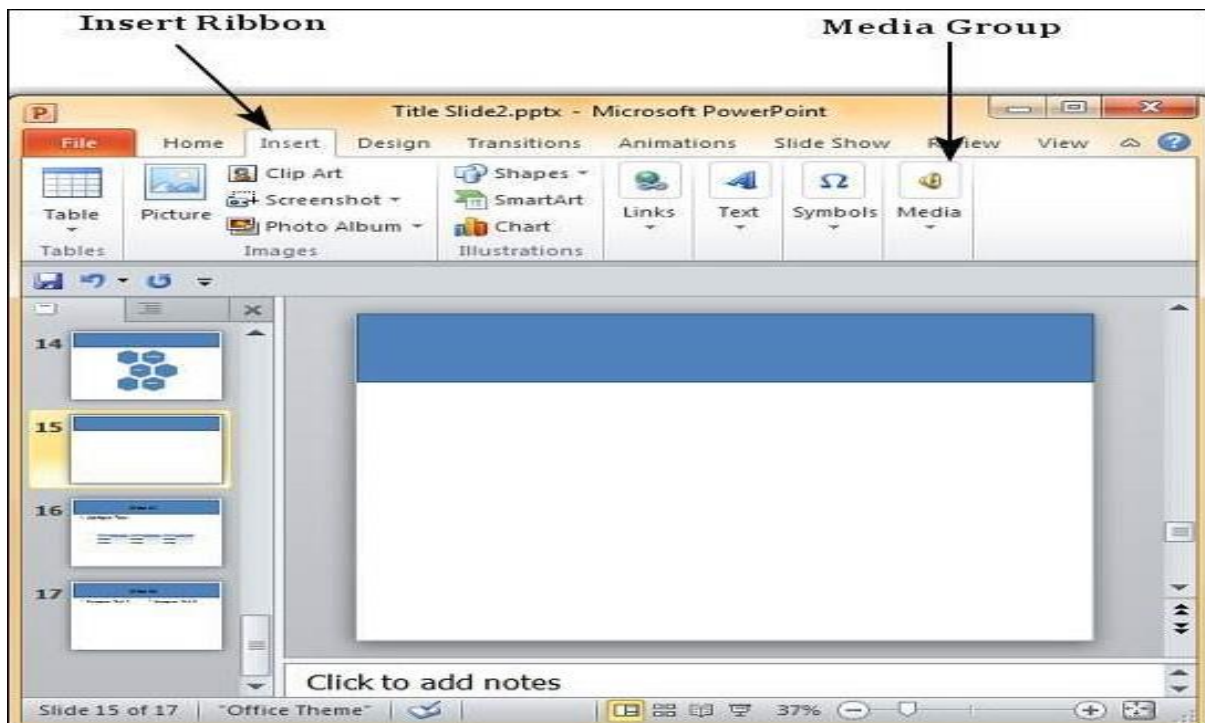 Insert Ribbon
Media Group
Title Slide2.pptx - Microsoft PowerPoint
File Home Insert Design Transitions Animations Slide Show View
Table
Picture
Clip Art
Screenshot
Photo Album
Shapes
SmartArt
Chart
Links
Text
Symbols
Media
Tables
Images
Illustrations
14
15
16
17
Click to add notes
Slide 15 of 17
"Office Theme"
37%